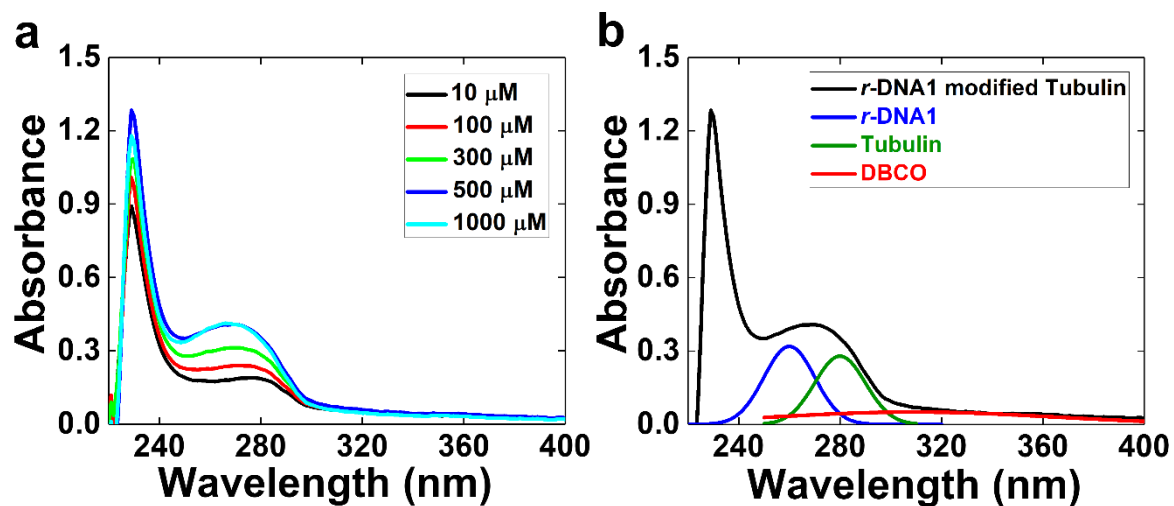 a
1.5
1.2
0.9
0.6
0.3
0.0
Absorbance
10 μM
100 μM
300 μM
500 μM
1000 μM
240 280 320 360 400
Wavelength (nm)
b
1.5
1.2
0.9
0.6
0.3
0.0
Absorbance
r-DNA1 modified Tubulin
r-DNA1
Tubulin
DBCO
240 280 320 360 400
Wavelength (nm)